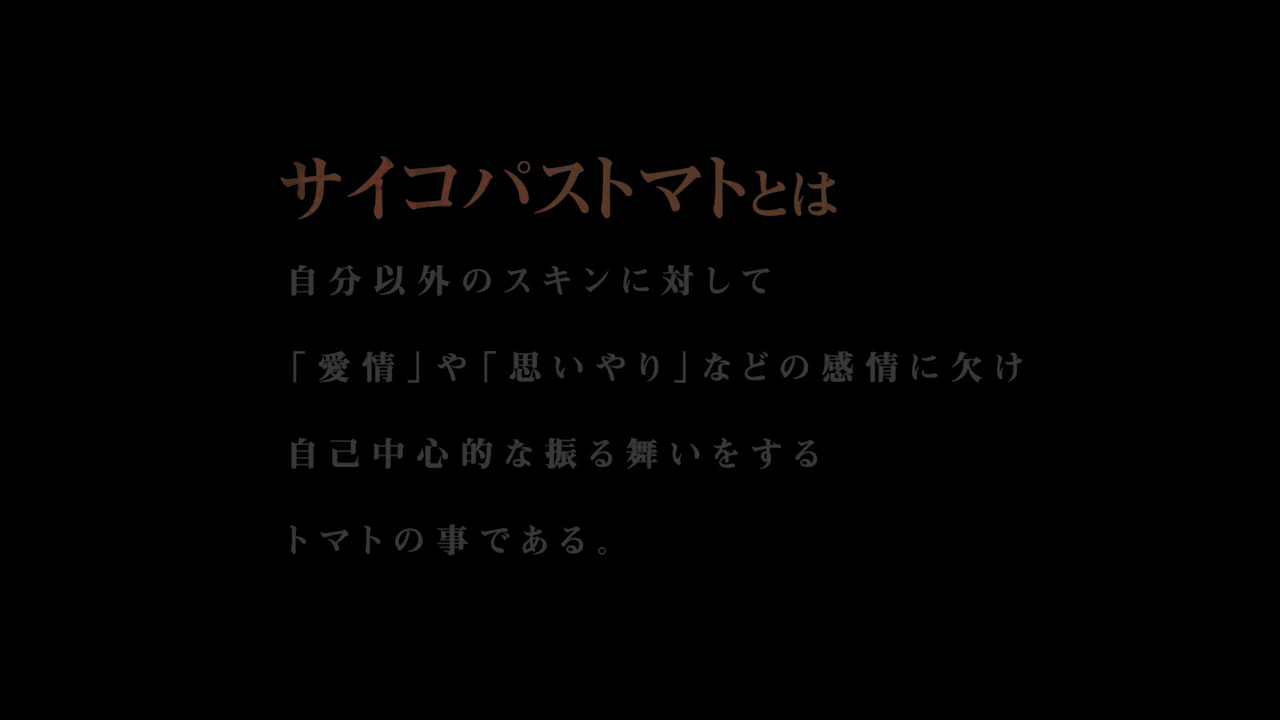 サイコパストマトとは
自分以外のスキンに対して
「愛情」や「思いやり」などの感情に欠け
自己中心的な振る舞いをする
トマトの事である。